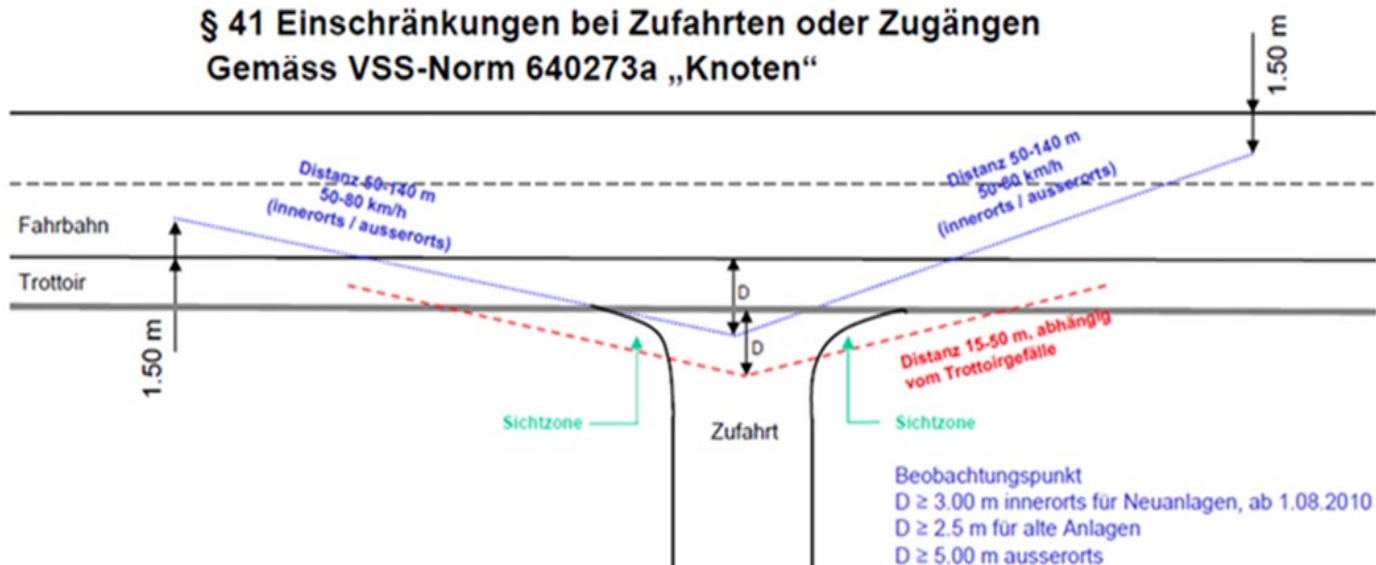 § 41 Einschränkungen bei Zufahrten oder Zugängen
Gemäss VSS-Norm 640273a „Knoten“
1.50 m
Distanz 50-140 m
50-80 km/h
(innerorts / ausserorts)
Distanz 50-140 m
50-80 km/h
(innerorts / ausserorts)
Fahrbahn
Trottoir
D
D
1.50 m
Distanz 15-50 m, abhängig
vom Trottoirgefälle
Sichtzone
Zufahrt
Sichtzone
Beobachtungspunkt
D ≥ 3.00 m innerorts für Neuanlagen, ab 1.08.2010
D ≥ 2.5 m für alte Anlagen
D ≥ 5.00 m ausserorts